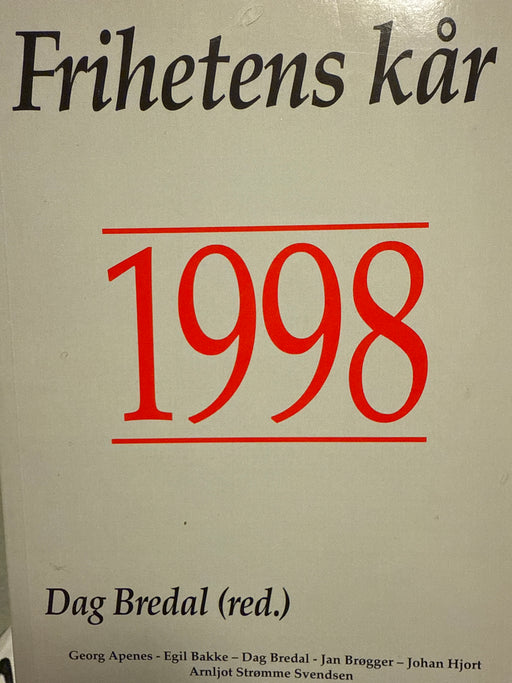 Frihetens kår
1998
Dag Bredal (red.)
Georg Apenes - Egil Bakke – Dag Bredal - Jan Brøgger – Johan Hjort
Arnljot Strømme Svendsen